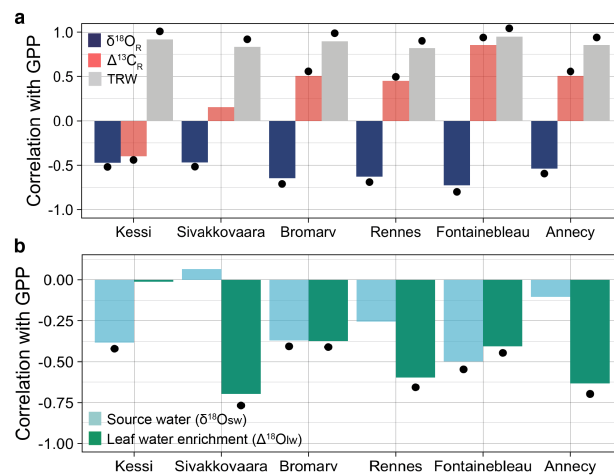 a
1.0
0.5
0.0
-0.5
-1.0
Correlation with GPP
δ¹⁸O_R
Δ¹³C_R
TRW
Kessi Sivakkovaara Bromarv Rennes Fontainebleau Annecy
b
0.00
-0.25
-0.50
-0.75
-1.00
Correlation with GPP
Source water (δ¹⁸Osw)
Leaf water enrichment (Δ¹⁸Olw)
Kessi Sivakkovaara Bromarv Rennes Fontainebleau Annecy